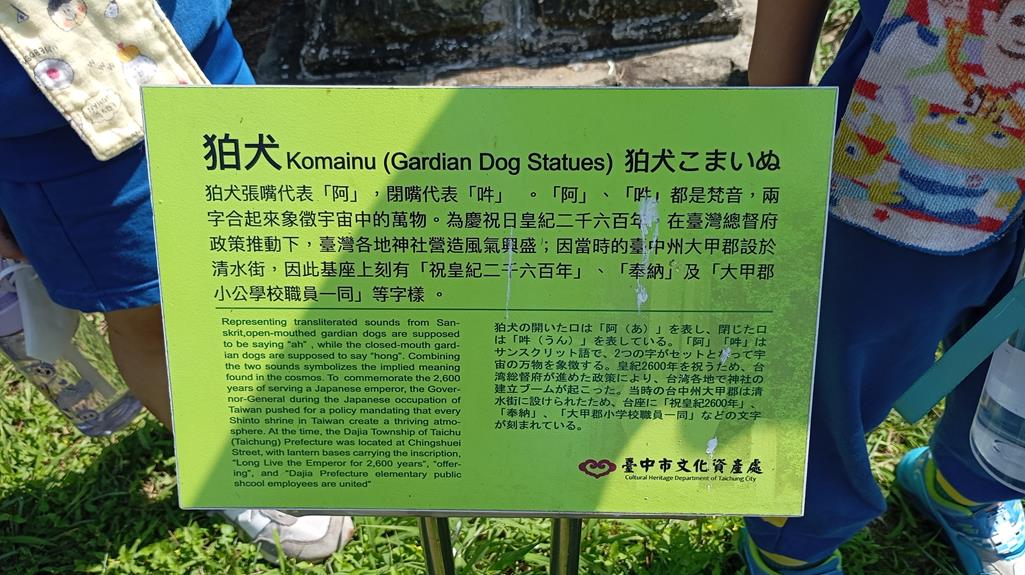 狛犬 Komainu (Gardian Dog Statues) 狛犬こまいぬ
狛犬張嘴代表「阿」，閉嘴代表「吽」 。「阿」、「吽」都是梵音，兩
字合起來象徵宇宙中的萬物。為慶祝日皇紀二千六百年，在臺灣總督府
政策推動下，臺灣各地神社營造風氣興盛；因當時的臺中州大甲郡設於
清水街，因此基座上刻有「祝皇紀二千六百年」、「奉納」及「大甲郡
小公學校職員一同」等字樣 。
Representing transliterated sounds from San-
skrit,open-mouthed gardian dogs are supposed
to be saying "ah" , while the closed-mouth gard-
ian dogs are supposed to say "hong". Combining
the two sounds symbolizes the implied meaning
found in the cosmos. To commemorate the 2,600
years of serving a Japanese emperor, the Gover-
nor-General during the Japanese occupation of
Taiwan pushed for a policy mandating that every
Shinto shrine in Taiwan create a thriving atmo-
sphere. At the time, the Dajia Township of Taichu
(Taichung) Prefecture was located at Chingshuei
Street, with lantern bases carrying the inscription,
"Long Live the Emperor for 2,600 years", "offer-
ing", and "Dajia Prefecture elementary public
shcool employees are united"
狛犬の開いた口は「阿（あ）」を表し、閉じた口
は「吽（うん）」を表している。「阿」「吽」は
サンスクリット語で、2つの字がセットとなって宇
宙の万物を象徴する。皇紀2600年を祝うため、台
湾総督府が進めた政策により、台湾各地で神社の
建立ブームが起こった。当時の台中州大甲郡は清
水街に設けられたため、台座に「祝皇紀2600年」、
「奉納」、「大甲郡小学校職員一同」などの文字
が刻まれている。
臺中市文化資產處
Cultural Heritage Department of Taichung City